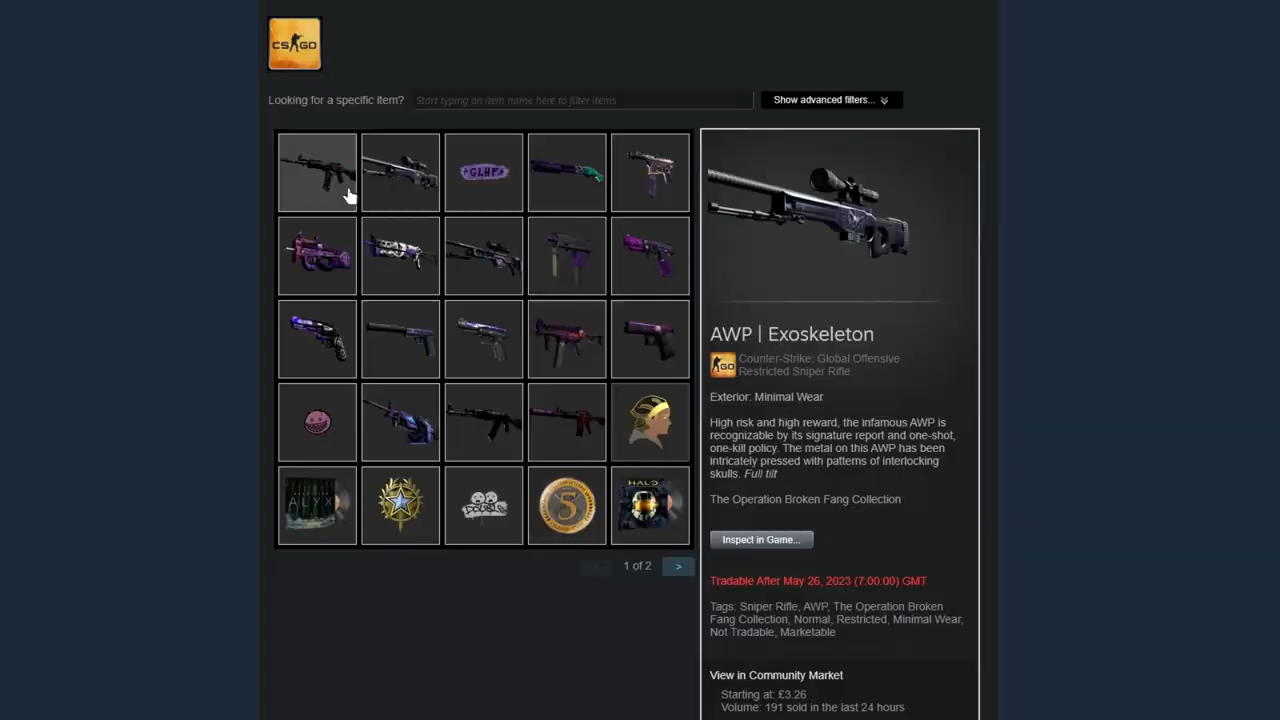 CS GO
Looking for a specific item?
Start typing an item name here to filter items
Show advanced filters...
GLHF
HALO
5
1 of 2
>
AWP | Exoskeleton
GO
Counter-Strike: Global Offensive
Restricted Sniper Rifle
Exterior: Minimal Wear
High risk and high reward, the infamous AWP is
recognizable by its signature report and one-shot,
one-kill policy. The metal on this AWP has been
intricately pressed with patterns of interlocking
skulls. Full tilt
The Operation Broken Fang Collection
Inspect in Game...
Tradable After May 26, 2023 (7:00:00) GMT
Tags: Sniper Rifle, AWP, The Operation Broken
Fang Collection, Normal, Restricted, Minimal Wear,
Not Tradable, Marketable
View in Community Market
Starting at: £3.26
Volume: 191 sold in the last 24 hours